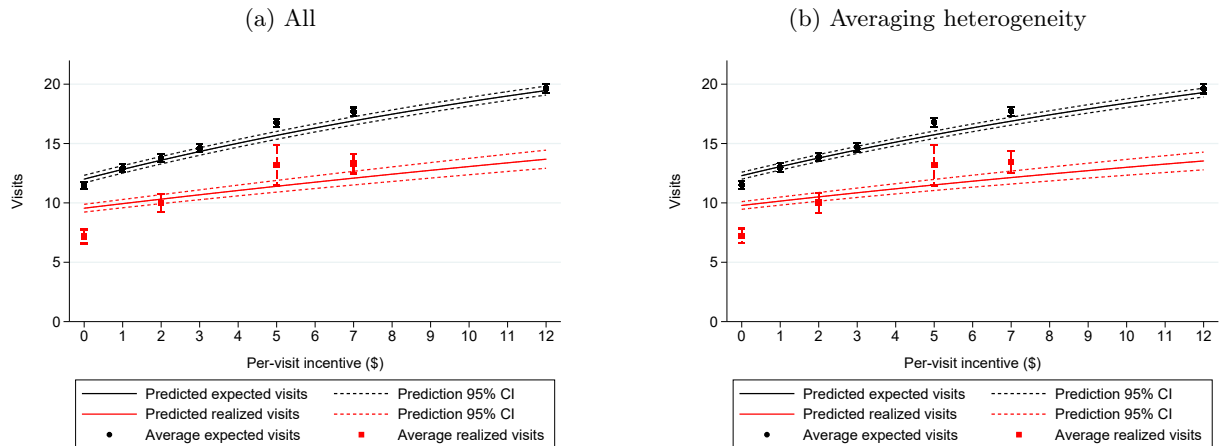 (a) All
20
15
10
5
0
Visits
0 1 2 3 4 5 6 7 8 9 10 11 12
Per-visit incentive ($)
Predicted expected visits Prediction 95% CI
Predicted realized visits Prediction 95% CI
Average expected visits Average realized visits
(b) Averaging heterogeneity
20
15
10
5
0
Visits
0 1 2 3 4 5 6 7 8 9 10 11 12
Per-visit incentive ($)
Predicted expected visits Prediction 95% CI
Predicted realized visits Prediction 95% CI
Average expected visits Average realized visits